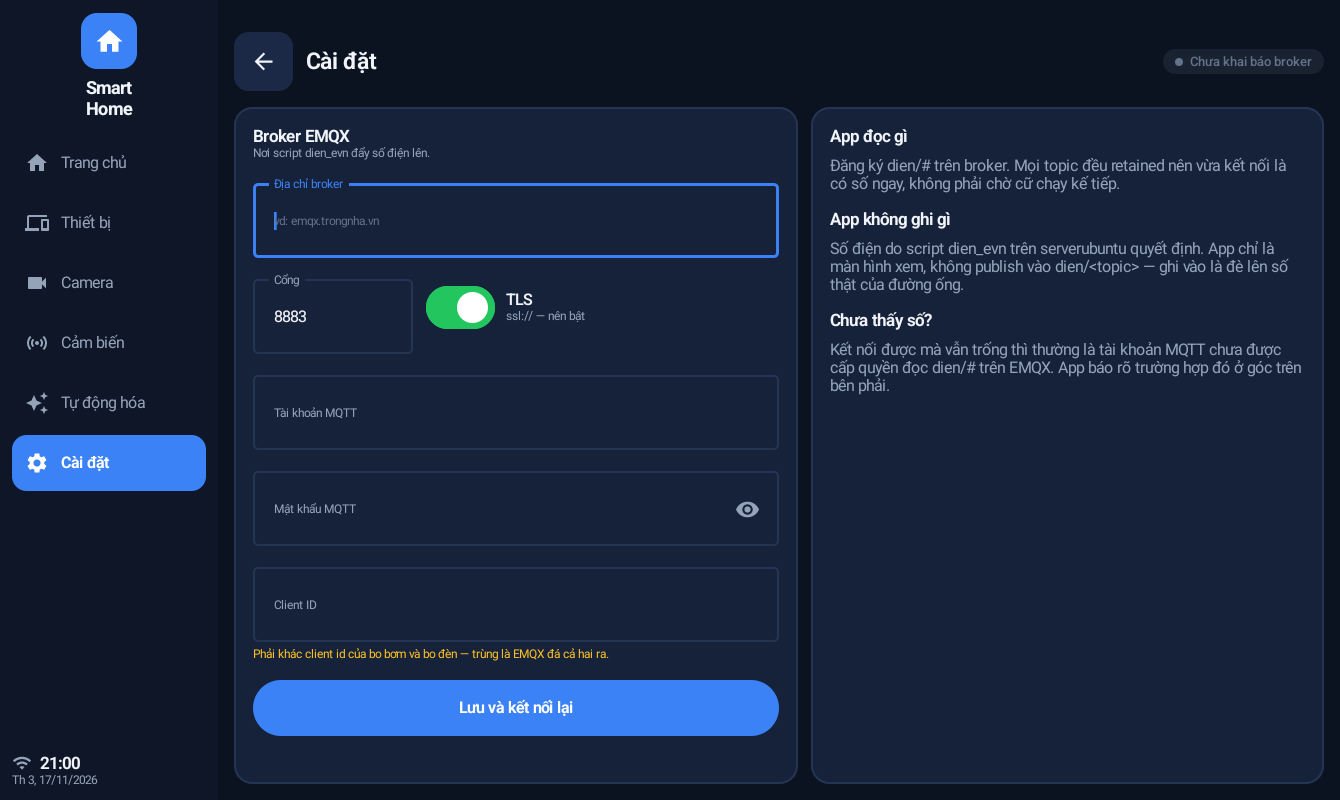 Smart
Home
Trang chủ
Thiết bị
Camera
Cảm biến
Tự động hóa
Cài đặt
21:00
Th 3, 17/11/2026
Cài đặt
Chưa khai báo broker
Broker EMQX
Nơi script dien_evn đẩy số điện lên.
Địa chỉ broker
vd: emqx.trongnha.vn
Cổng
8883
TLS
ssl:// — nên bật
Tài khoản MQTT
Mật khẩu MQTT
Client ID
Phải khác client id của bo bơm và bo đèn — trùng là EMQX đá cả hai ra.
Lưu và kết nối lại
App đọc gì
Đăng ký dien/# trên broker. Mọi topic đều retained nên vừa kết nối là
có số ngay, không phải chờ cữ chạy kế tiếp.
App không ghi gì
Số điện do script dien_evn trên serverubuntu quyết định. App chỉ là
màn hình xem, không publish vào dien/<topic> — ghi vào là đè lên số
thật của đường ống.
Chưa thấy số?
Kết nối được mà vẫn trống thì thường là tài khoản MQTT chưa được
cấp quyền đọc dien/# trên EMQX. App báo rõ trường hợp đó ở góc trên
bên phải.